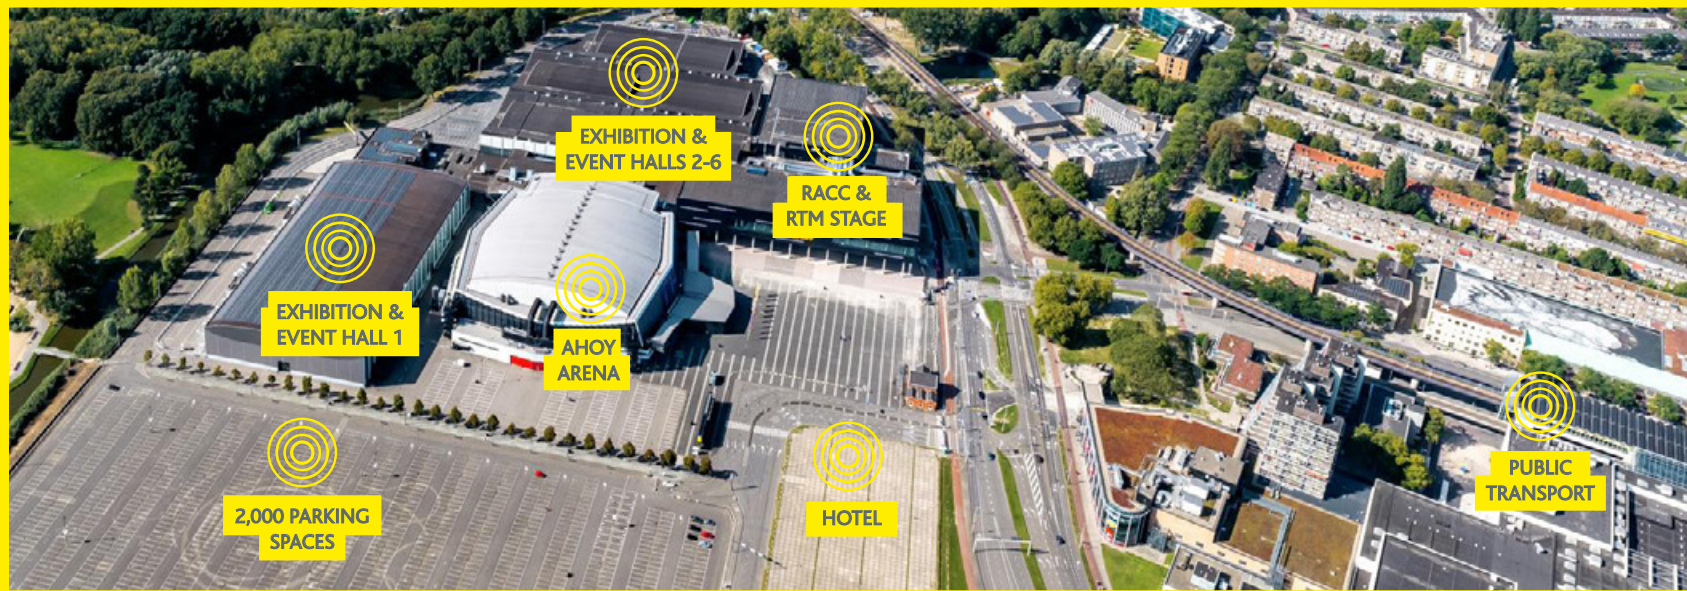 EXHIBITION &
EVENT HALLS 2-6
RACC &
RTM STAGE
EXHIBITION &
EVENT HALL 1
AHOY
ARENA
2,000 PARKING
SPACES
HOTEL
PUBLIC
TRANSPORT